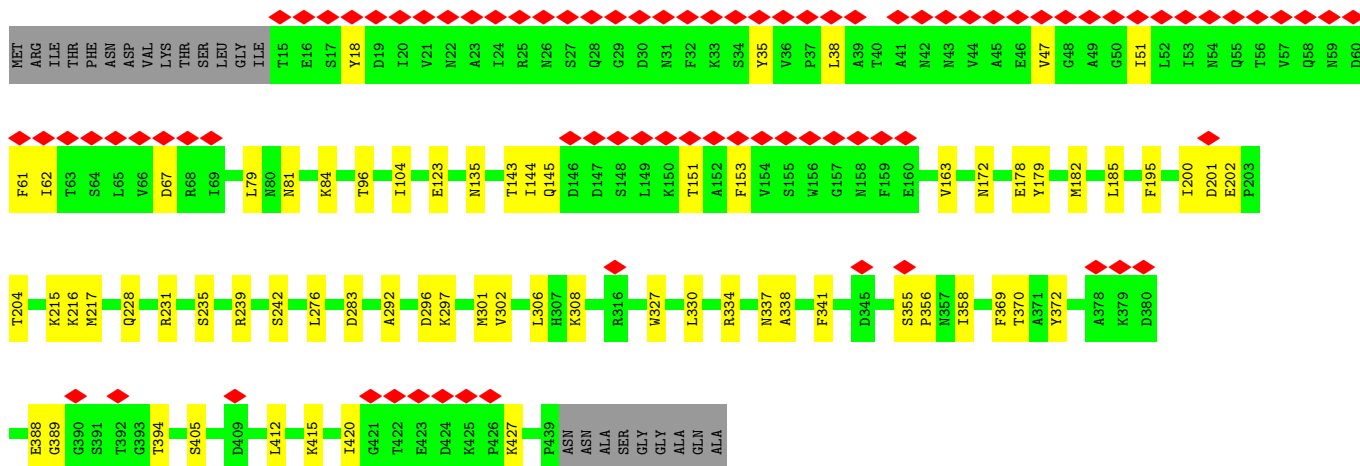 MET ARG ILE THR PHE ASN ASP VAL LYS THR SER LEU GLY ILE T15 E16 S17 Y18 D19 I20 V21 N22 A23 I24 R25 N26 S27 Q28 G29 D30 N31 F32 K33 S34 Y35 V36 P37 L38 A39 T40 A41 N42 N43 V44 A45 E46 V47 G48 A49 G50 I51 L52 I53 N54 Q55 T56 V57 Q58 N59 D60
F61 I62 T63 S64 L65 V66 D67 R68 I69 L79 N80 N81 K84 T96 I104 E123 N135 T143 I144 Q145 D146 D147 S148 L149 K150 T151 A152 F153 V154 S155 W156 G157 N158 F159 E160 V163 N172 E178 Y179 M182 L185 F195 I200 D201 E202 P203
T204 K215 K216 M217 Q228 R231 S235 R239 S242 L276 D283 A292 D296 K297 M301 V302 L306 H307 K308 R316 W327 L330 R334 N337 A338 F341 D345 S355 P356 N357 I358 F369 T370 A371 Y372 A378 K379 D380
E388 G389 G390 S391 T392 G393 T394 S405 D409 L412 K415 I420 G421 T422 E423 D424 K425 P426 K427 P439 ASN ASN ALA SER GLY GLY ALA GLN ALA